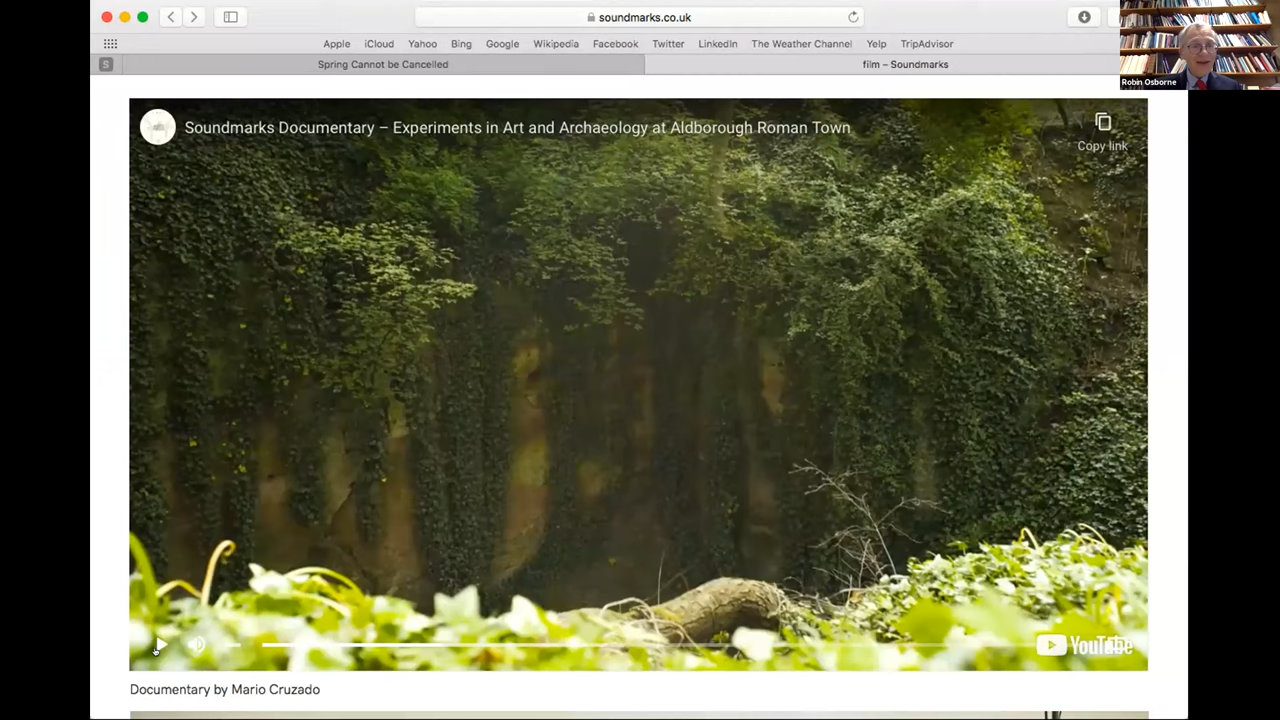 soundmarks.co.uk
Apple iCloud Yahoo Bing Google Wikipedia Facebook Twitter LinkedIn The Weather Channel Yelp TripAdvisor
S Spring Cannot be Cancelled film – Soundmarks
Robin Osborne
Soundmarks Documentary – Experiments in Art and Archaeology at Aldborough Roman Town
Copy link
YouTube
Documentary by Mario Cruzado